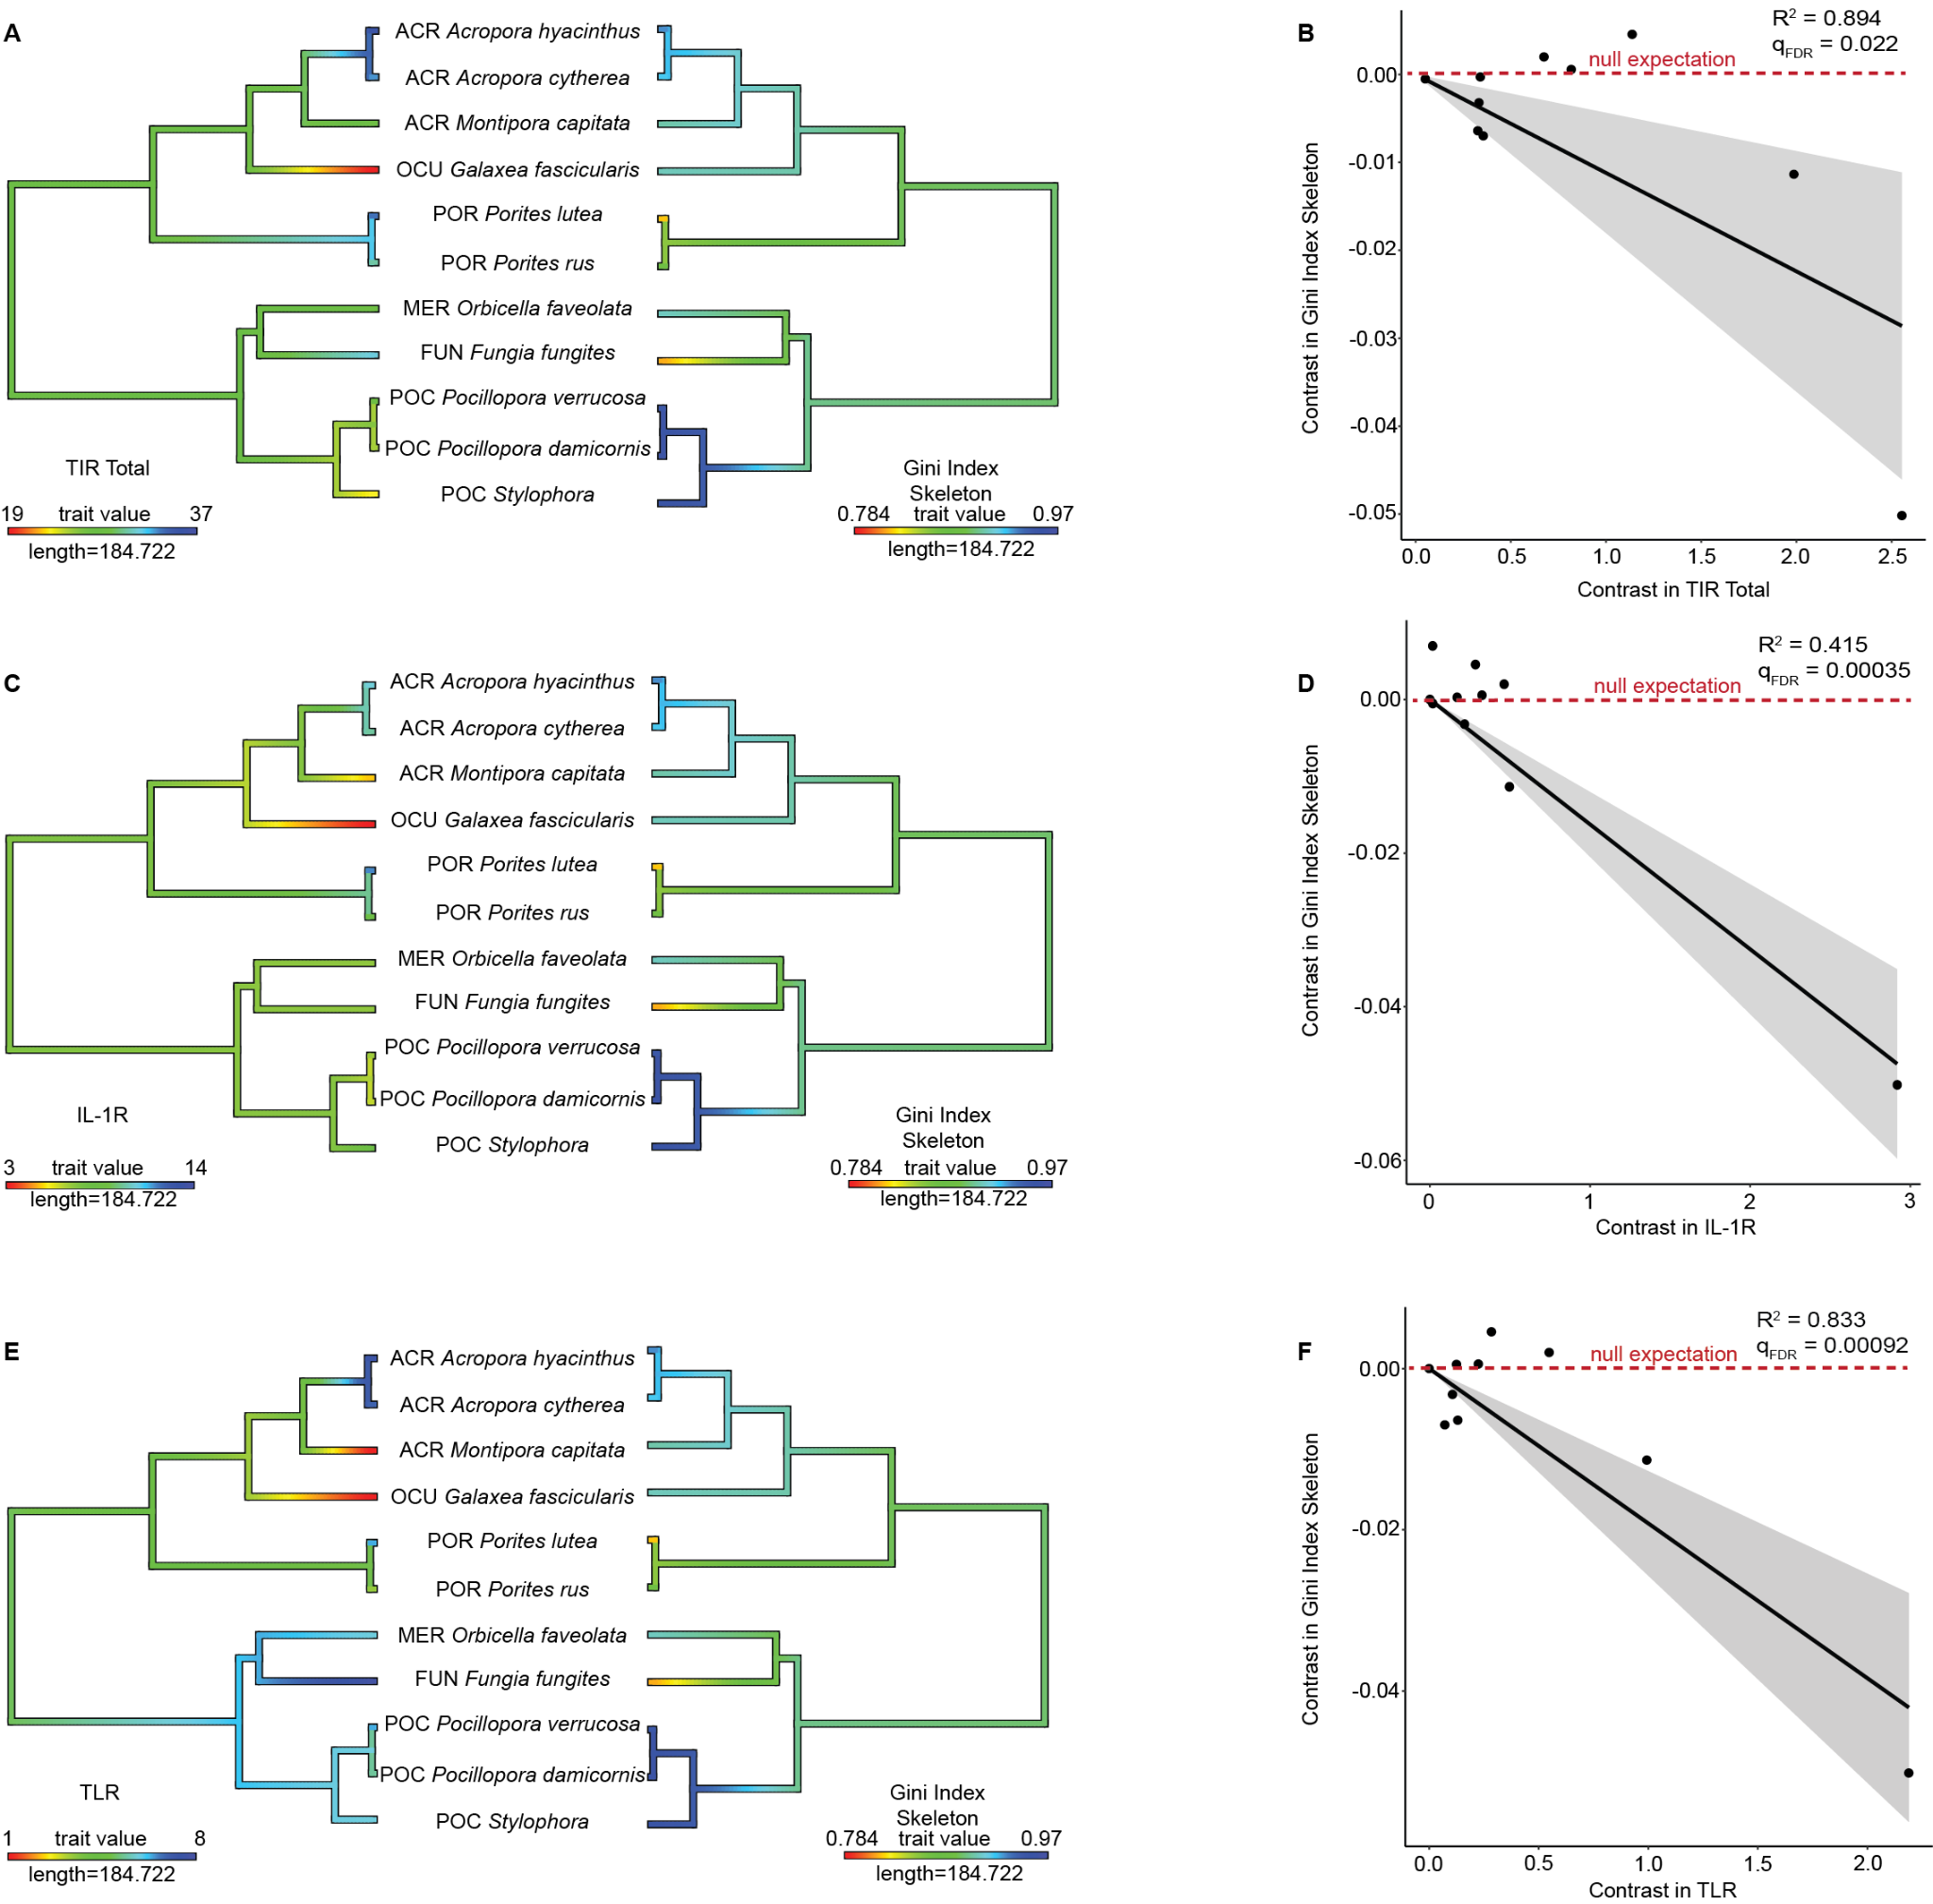 A
ACR Acropora hyacinthus
ACR Acropora cytherea
ACR Montipora capitata
OCU Galaxea fascicularis
POR Porites lutea
POR Porites rus
MER Orbicella faveolata
FUN Fungia fungites
POC Pocillopora verrucosa
POC Pocillopora damicornis
POC Stylophora
TIR Total
19 trait value 37
length=184.722
Gini Index
Skeleton
0.784 trait value 0.97
length=184.722
B
R² = 0.894
qFDR = 0.022
null expectation
Contrast in Gini Index Skeleton
0.00
-0.01
-0.02
-0.03
-0.04
-0.05
0.0 0.5 1.0 1.5 2.0 2.5
Contrast in TIR Total
C
ACR Acropora hyacinthus
ACR Acropora cytherea
ACR Montipora capitata
OCU Galaxea fascicularis
POR Porites lutea
POR Porites rus
MER Orbicella faveolata
FUN Fungia fungites
POC Pocillopora verrucosa
POC Pocillopora damicornis
POC Stylophora
IL-1R
3 trait value 14
length=184.722
Gini Index
Skeleton
0.784 trait value 0.97
length=184.722
D
R² = 0.415
qFDR = 0.00035
null expectation
Contrast in Gini Index Skeleton
0.00
-0.02
-0.04
-0.06
0 1 2 3
Contrast in IL-1R
E
ACR Acropora hyacinthus
ACR Acropora cytherea
ACR Montipora capitata
OCU Galaxea fascicularis
POR Porites lutea
POR Porites rus
MER Orbicella faveolata
FUN Fungia fungites
POC Pocillopora verrucosa
POC Pocillopora damicornis
POC Stylophora
TLR
1 trait value 8
length=184.722
Gini Index
Skeleton
0.784 trait value 0.97
length=184.722
F
R² = 0.833
qFDR = 0.00092
null expectation
Contrast in Gini Index Skeleton
0.00
-0.02
-0.04
0.0 0.5 1.0 1.5 2.0
Contrast in TLR